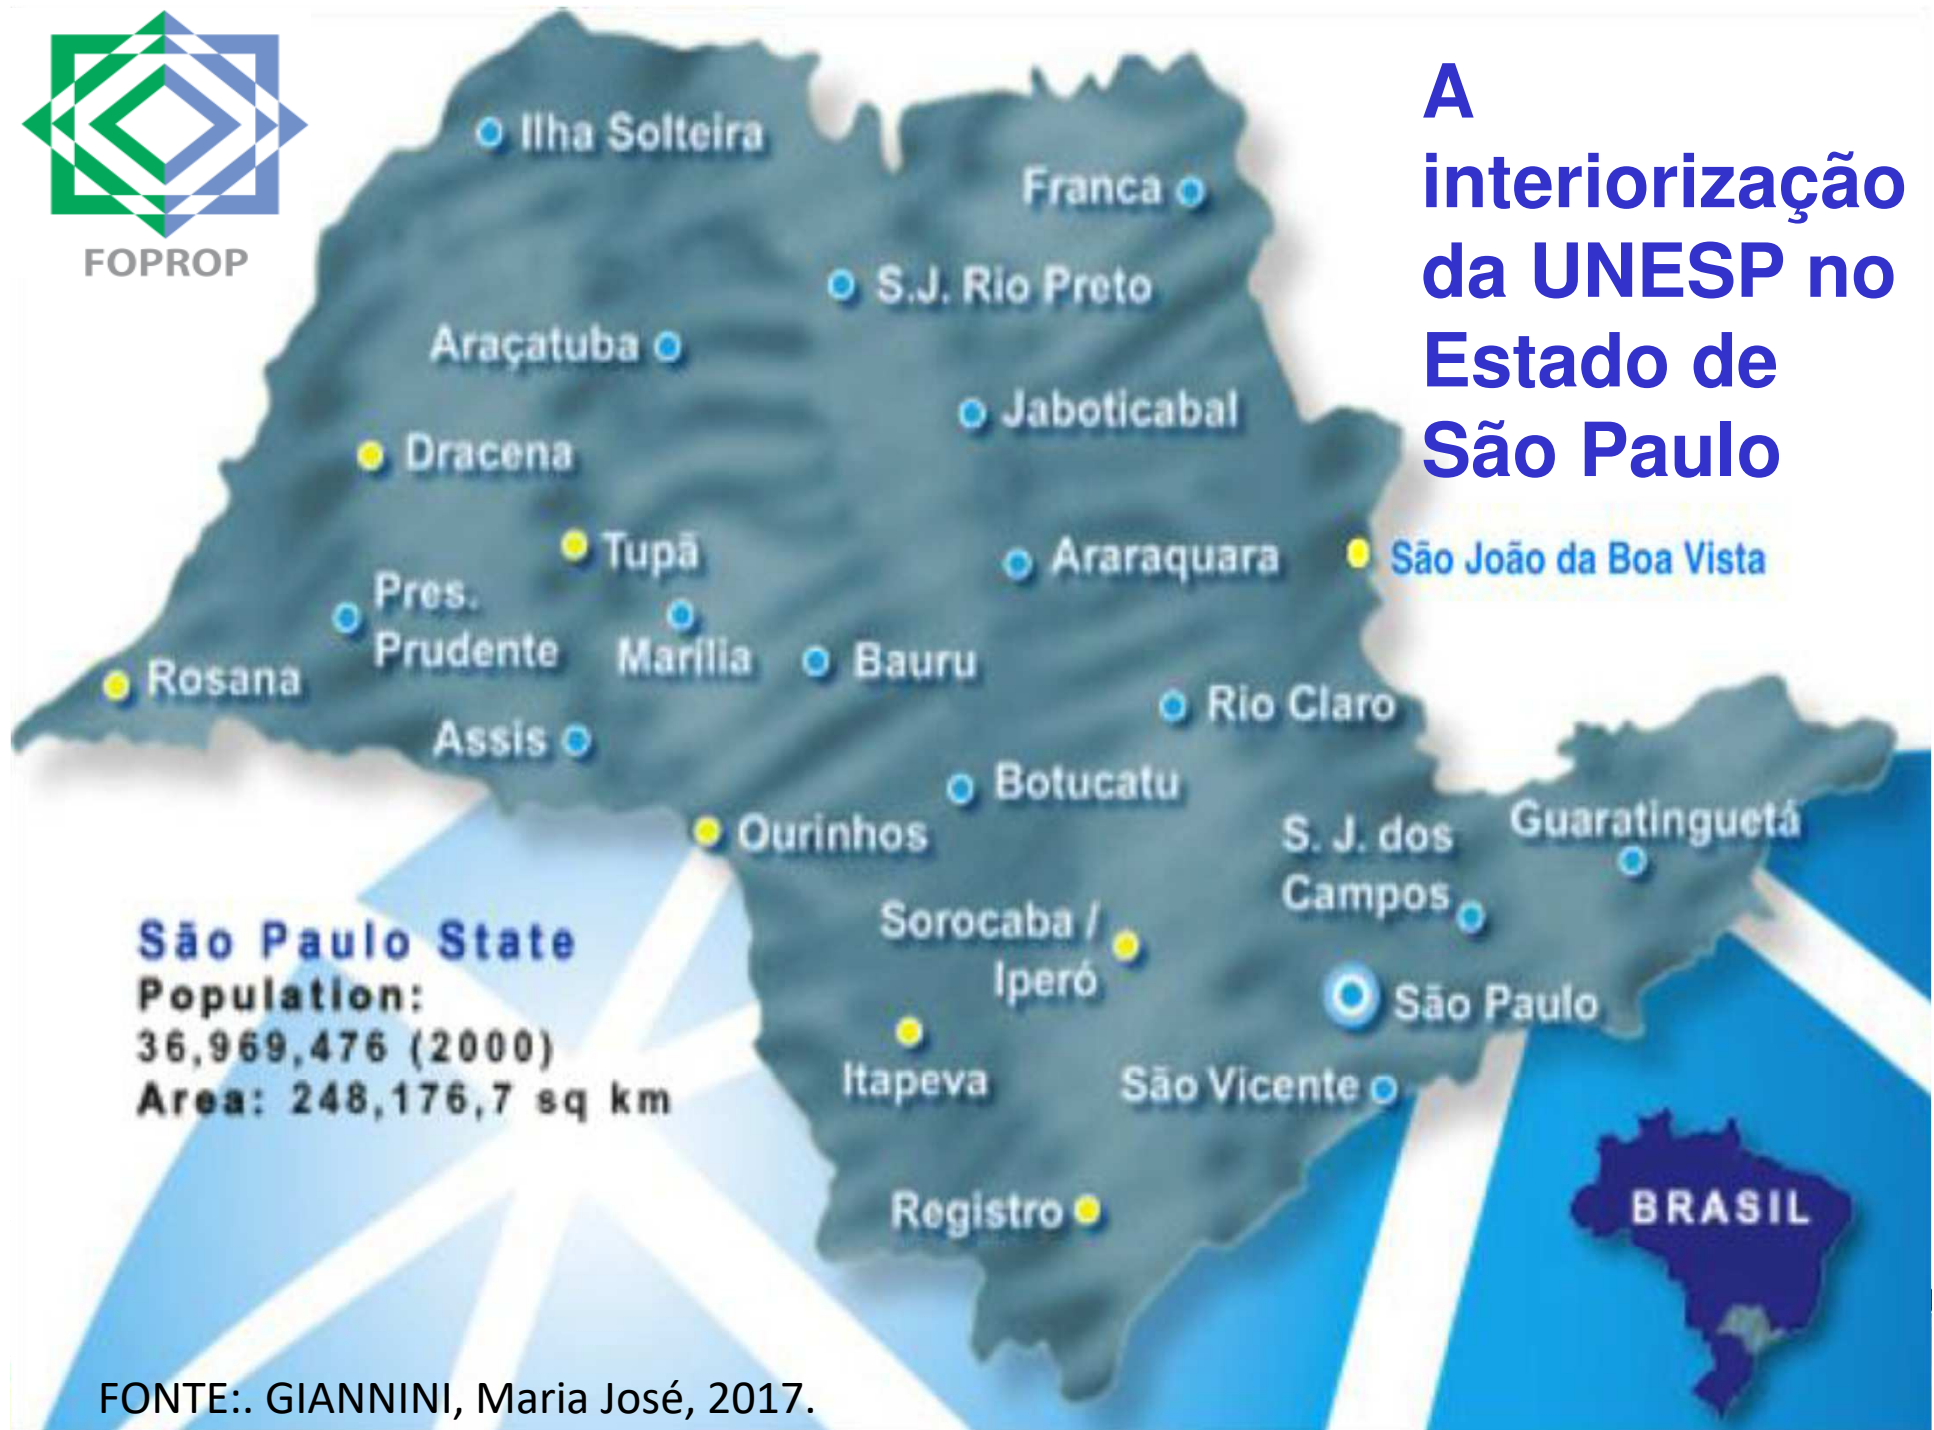 FOPROP
A
interiorização
da UNESP no
Estado de
São Paulo
Ilha Solteira
Franca
S.J. Rio Preto
Araçatuba
Jaboticabal
Dracena
Tupã
Araraquara
São João da Boa Vista
Pres.
Prudente
Marília
Bauru
Rosana
Rio Claro
Assis
Botucatu
Ourinhos
S. J. dos
Campos
Guaratinguetá
Sorocaba /
Iperó
São Paulo
Itapeva
São Vicente
Registro
São Paulo State
Population:
36,969,476 (2000)
Area: 248,176,7 sq km
BRASIL
FONTE:. GIANNINI, Maria José, 2017.